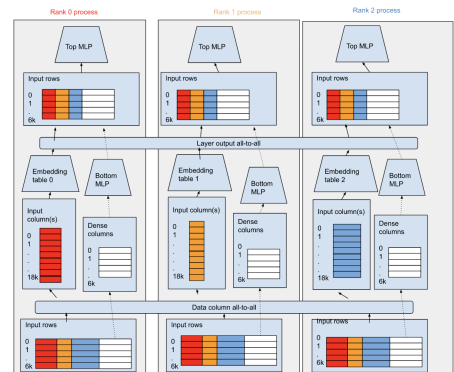 Rank 0 process
Rank 1 process
Rank 2 process
Top MLP
Top MLP
Top MLP
Input rows
0
1
.
6k
Input rows
0
1
.
6k
Input rows
0
1
.
6k
Layer output all-to-all
Embedding
table 0
Bottom
MLP
Embedding
table 1
Bottom
MLP
Embedding
table 2
Bottom
MLP
Input
column(s)
0
1
.
.
18k
Dense
columns
0
1
.
.
6k
Input column(s)
0
1
.
.
18k
Dense
columns
0
1
.
.
6k
Input column(s)
0
1
.
.
18k
Dense
columns
0
1
.
.
6k
Data column all-to-all
Input rows
0
1
.
6k
Input rows
0
1
.
6k
Input rows
0
1
.
6k